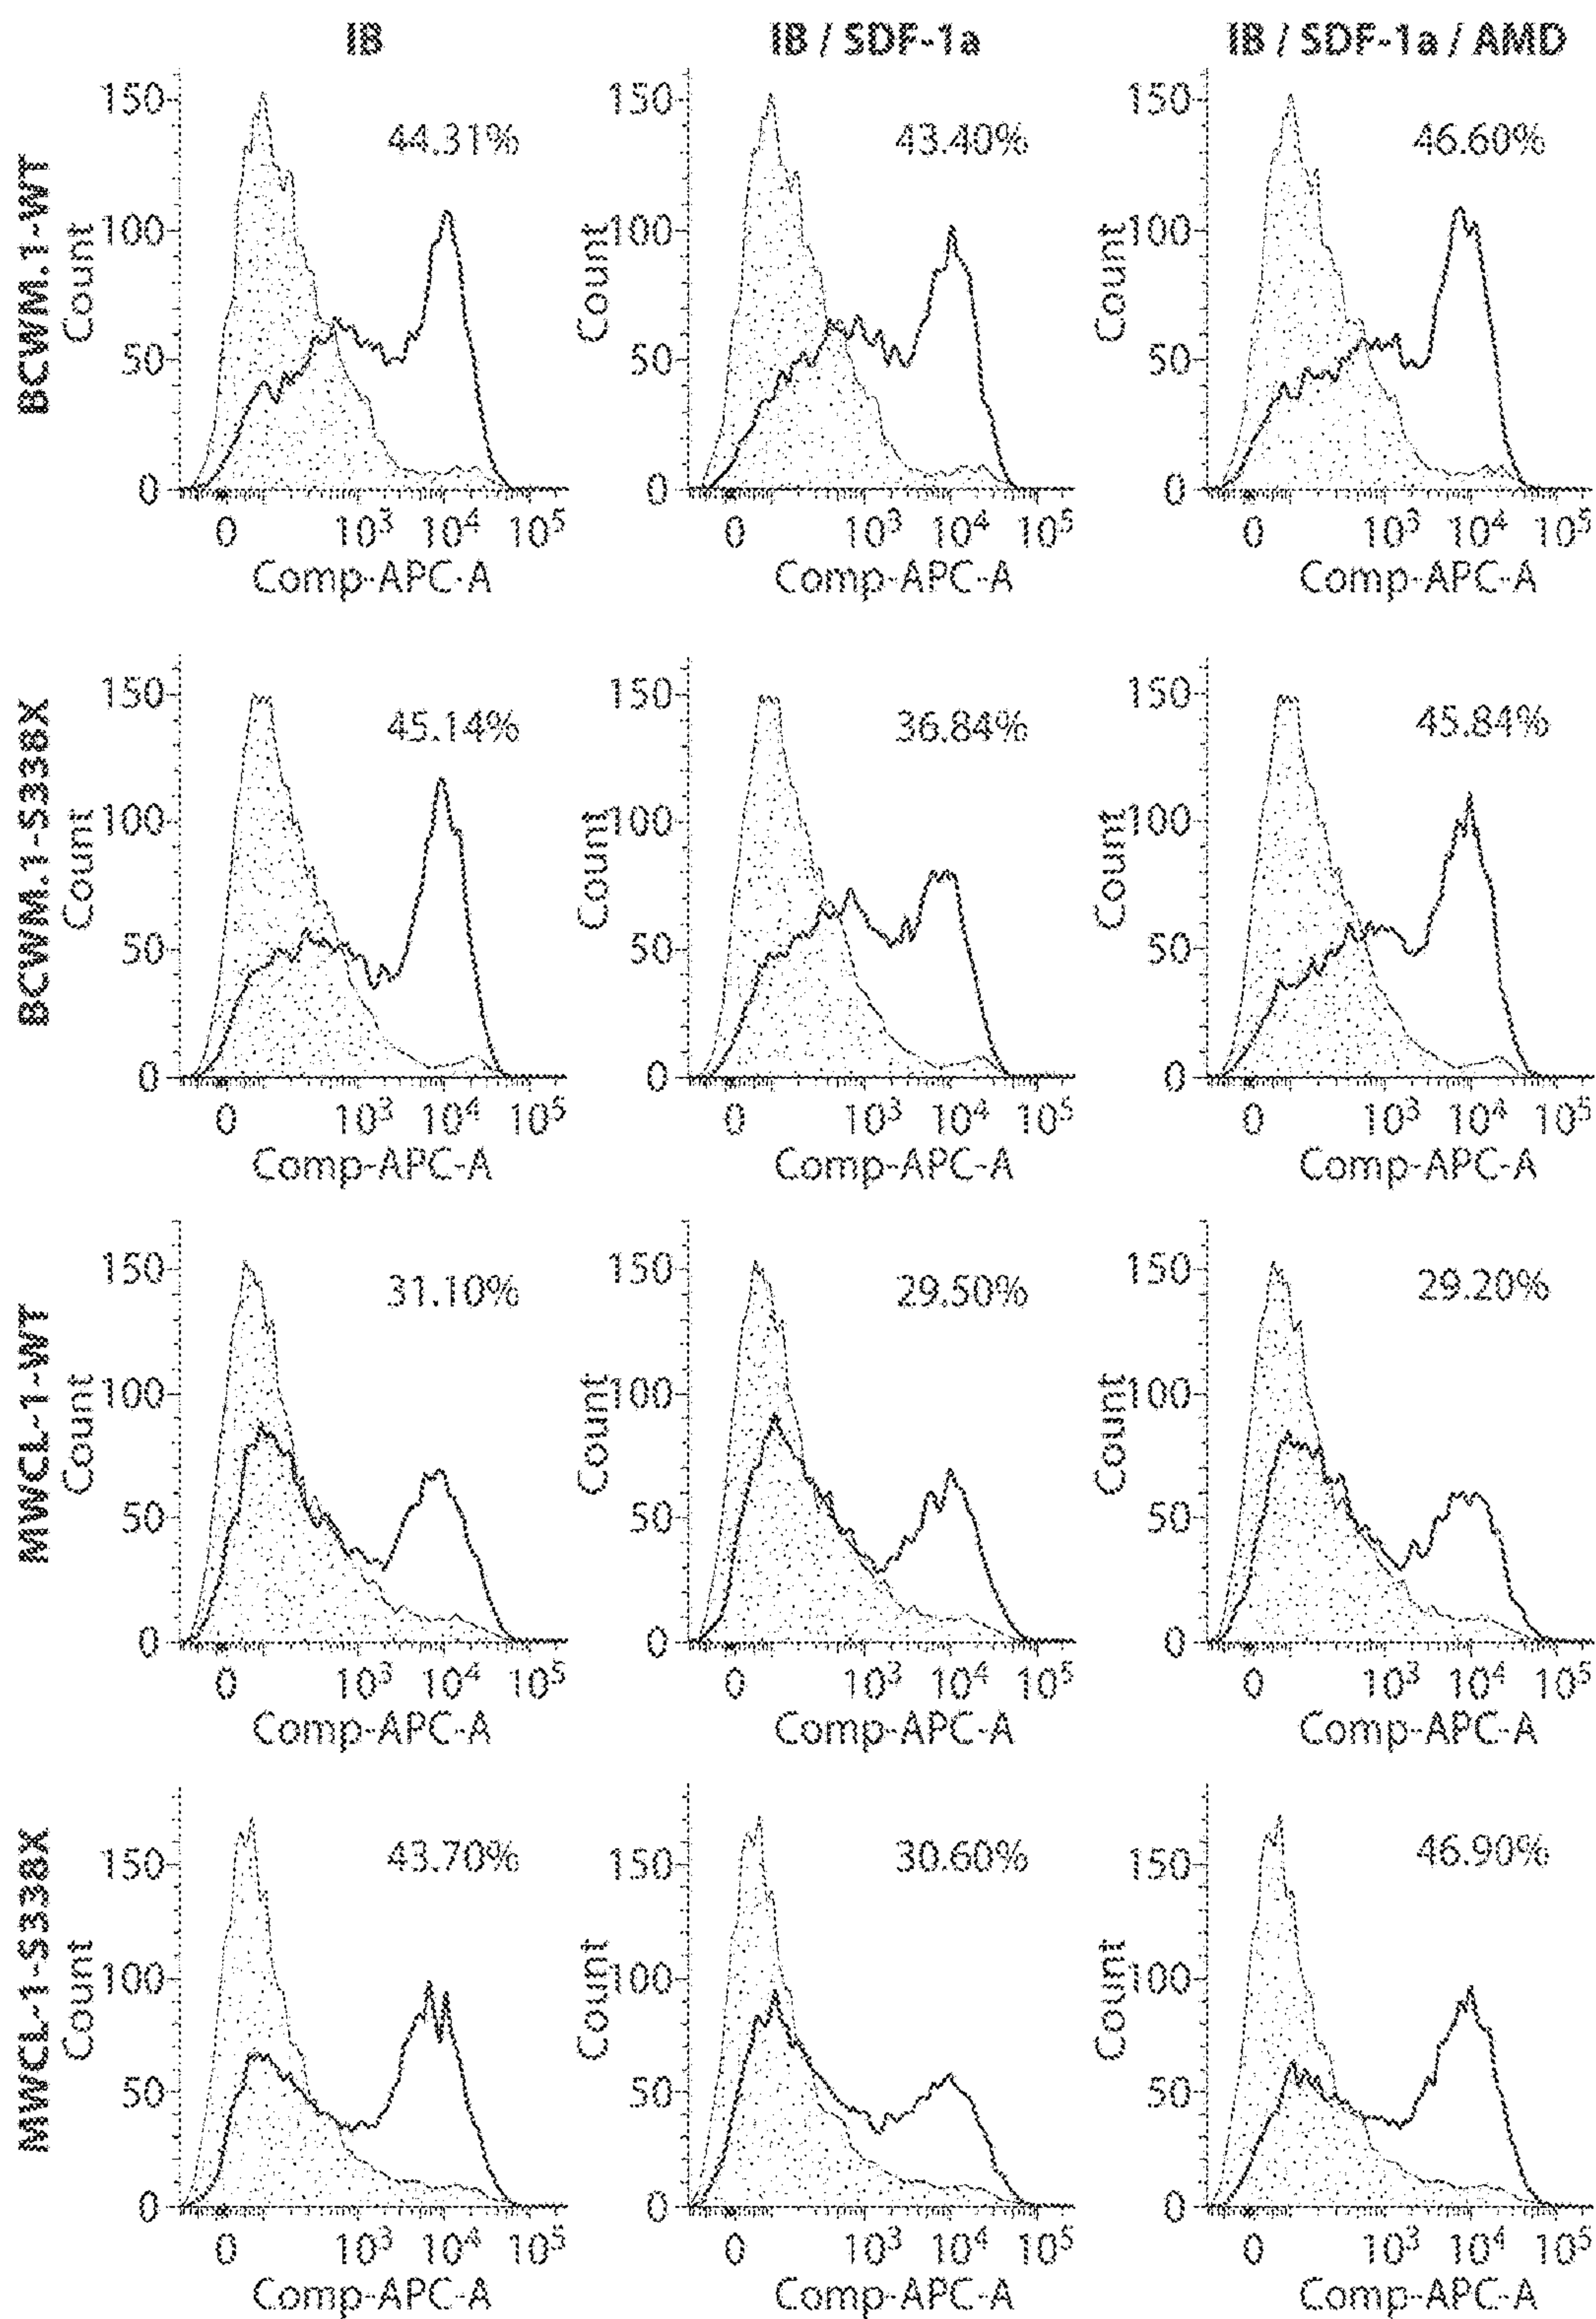 IB
IB / SDF-1a
IB / SDF-1a / AMD
BCWM.1-WT
Count
150
100
50
0
44.31%
0 10³ 10⁴ 10⁵
Comp-APC-A
Count
150
100
50
0
43.40%
0 10³ 10⁴ 10⁵
Comp-APC-A
Count
150
100
50
0
46.60%
0 10³ 10⁴ 10⁵
Comp-APC-A
BCWM.1-S338X
Count
150
100
50
0
45.14%
0 10³ 10⁴ 10⁵
Comp-APC-A
Count
150
100
50
0
36.84%
0 10³ 10⁴ 10⁵
Comp-APC-A
Count
150
100
50
0
45.84%
0 10³ 10⁴ 10⁵
Comp-APC-A
MWCL-1-WT
Count
150
100
50
0
31.10%
0 10³ 10⁴ 10⁵
Comp-APC-A
Count
150
100
50
0
29.50%
0 10³ 10⁴ 10⁵
Comp-APC-A
Count
150
100
50
0
29.20%
0 10³ 10⁴ 10⁵
Comp-APC-A
MWCL-1-S338X
Count
150
100
50
0
43.70%
0 10³ 10⁴ 10⁵
Comp-APC-A
Count
150
100
50
0
30.60%
0 10³ 10⁴ 10⁵
Comp-APC-A
Count
150
100
50
0
46.90%
0 10³ 10⁴ 10⁵
Comp-APC-A